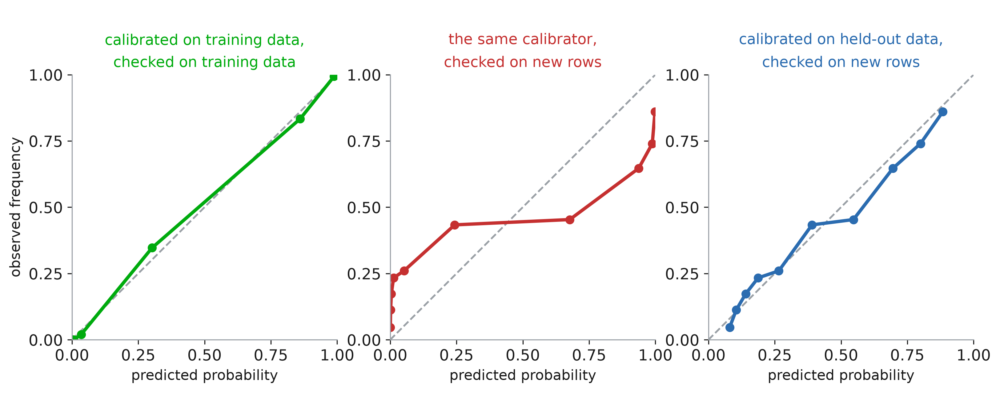 calibrated on training data,
checked on training data
the same calibrator,
checked on new rows
calibrated on held-out data,
checked on new rows
observed frequency
1.00
0.75
0.50
0.25
0.00
0.00 0.25 0.50 0.75 1.00
predicted probability
1.00
0.75
0.50
0.25
0.00
0.00 0.25 0.50 0.75 1.00
predicted probability
1.00
0.75
0.50
0.25
0.00
0.00 0.25 0.50 0.75 1.00
predicted probability